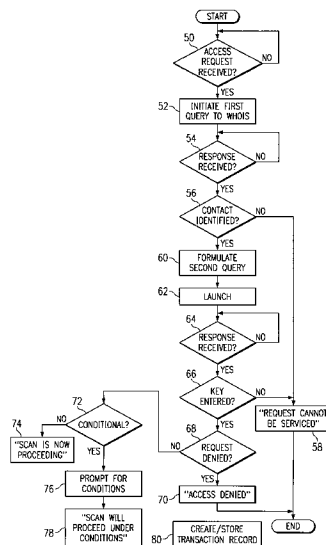 START
50
ACCESS
REQUEST
RECEIVED?
NO
YES
52
INITIATE FIRST
QUERY TO WHOIS
54
RESPONSE
RECEIVED?
NO
YES
56
CONTACT
IDENTIFIED?
NO
YES
60
FORMULATE
SECOND QUERY
62
LAUNCH
64
RESPONSE
RECEIVED?
NO
YES
66
KEY
ENTERED?
NO
YES
"REQUEST CANNOT
BE SERVICED"
58
68
REQUEST
DENIED?
NO
YES
72
CONDITIONAL?
NO
YES
74
"SCAN IS NOW
PROCEEDING"
76
PROMPT FOR
CONDITIONS
78
"SCAN WILL
PROCEED UNDER
CONDITIONS"
70
"ACCESS DENIED"
END
80
CREATE/STORE
TRANSACTION RECORD